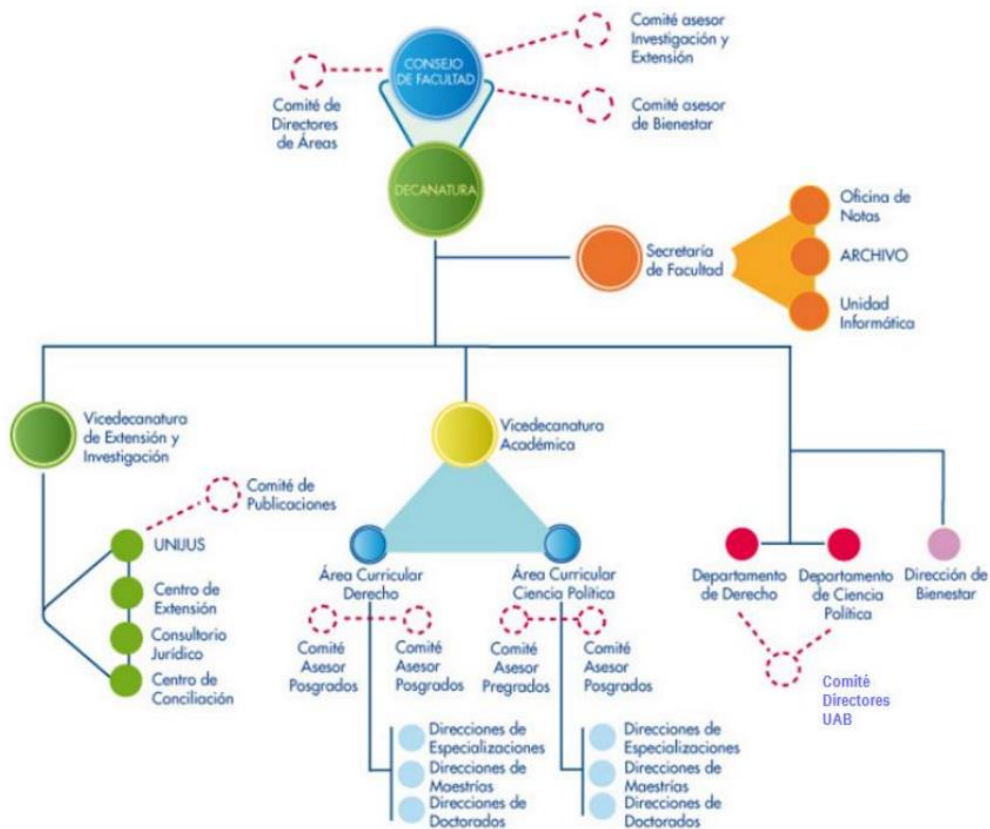 Comité asesor
Investigación y
Extensión
CONSEJO
DE FACULTAD
Comité de
Directores
de Áreas
Comité asesor
de Bienestar
DECANATURA
Oficina de
Notas
Secretaría
de Facultad
ARCHIVO
Unidad
Informática
Vicedecanatura
de Extensión y
Investigación
Vicedecanatura
Académica
Comité de
Publicaciones
UNIJUS
Centro de
Extensión
Consultorio
Jurídico
Centro de
Conciliación
Área Curricular
Derecho
Área Curricular
Ciencia Política
Departamento
de Derecho
Departamento
de Ciencia
Política
Dirección de
Bienestar
Comité
Asesor
Posgrados
Comité
Asesor
Posgrados
Comité
Asesor
Pregrados
Comité
Asesor
Posgrados
Comité
Directores
UAB
Direcciones de
Especializaciones
Direcciones de
Maestrías
Direcciones de
Doctorados
Direcciones de
Especializaciones
Direcciones de
Maestrías
Direcciones de
Doctorados